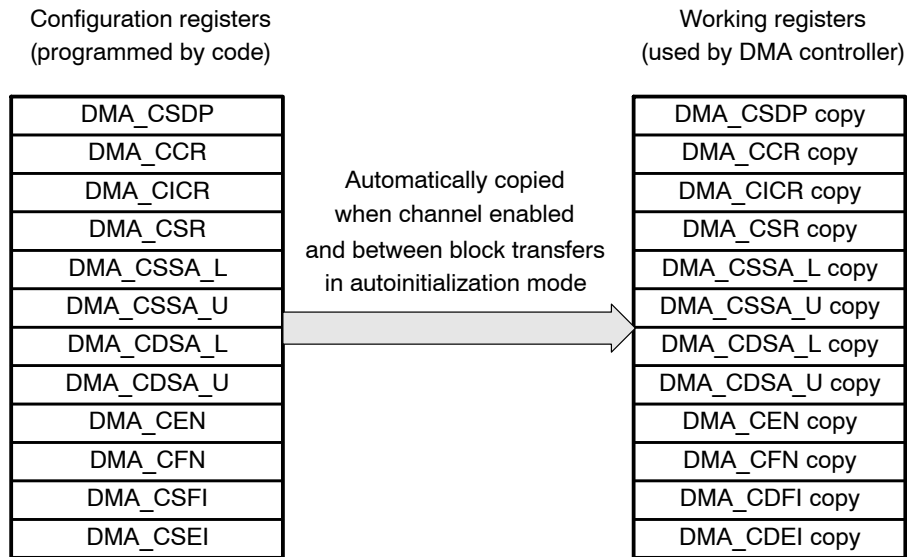 Configuration registers
(programmed by code)
DMA_CSDP
DMA_CCR
DMA_CICR
DMA_CSR
DMA_CSSA_L
DMA_CSSA_U
DMA_CDSA_L
DMA_CDSA_U
DMA_CEN
DMA_CFN
DMA_CSFI
DMA_CSEI
Automatically copied
when channel enabled
and between block transfers
in autoinitialization mode
Working registers
(used by DMA controller)
DMA_CSDP copy
DMA_CCR copy
DMA_CICR copy
DMA_CSR copy
DMA_CSSA_L copy
DMA_CSSA_U copy
DMA_CDSA_L copy
DMA_CDSA_U copy
DMA_CEN copy
DMA_CFN copy
DMA_CDFI copy
DMA_CDEI copy